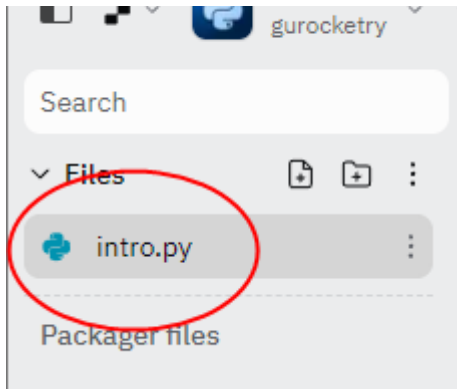 gurocketry
Search
Files
intro.py
Packager files